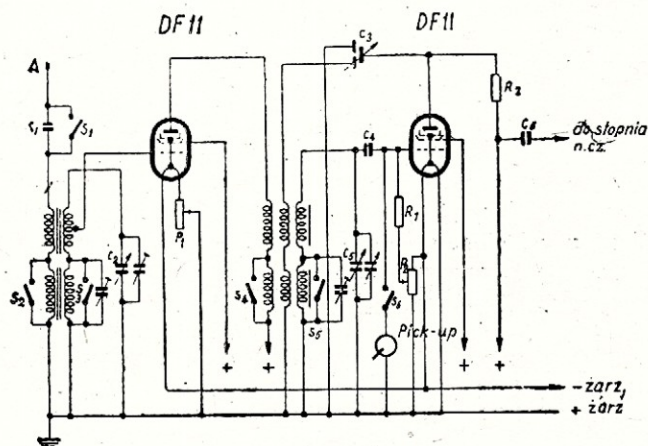 DF11
DF11
A
C₁
S₁
C₃
R₂
C₄
C₆
do stopnia
n.cz.
R₁
P₁
C₂
C₅
P₂
S₂
S₃
S₄
S₅
S₆
Pick-up
+
+
+
+
- żarz,
+ żarz